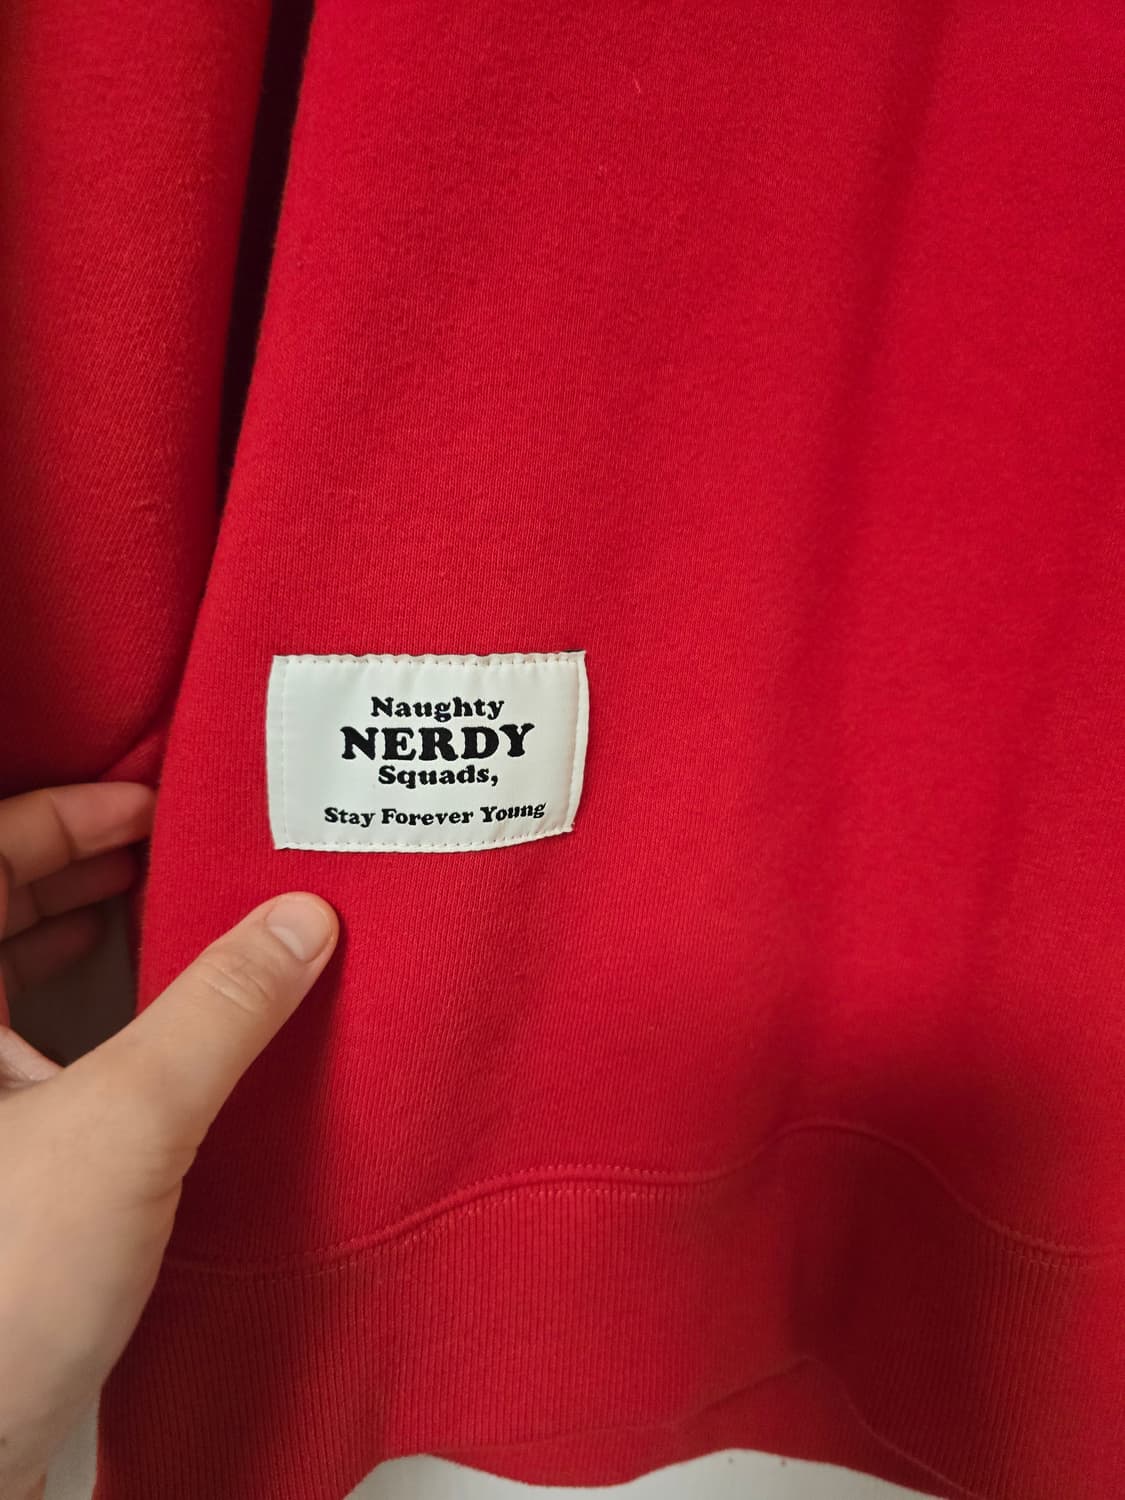 Naughty
NERDY
Squads,
Stay Forever Young